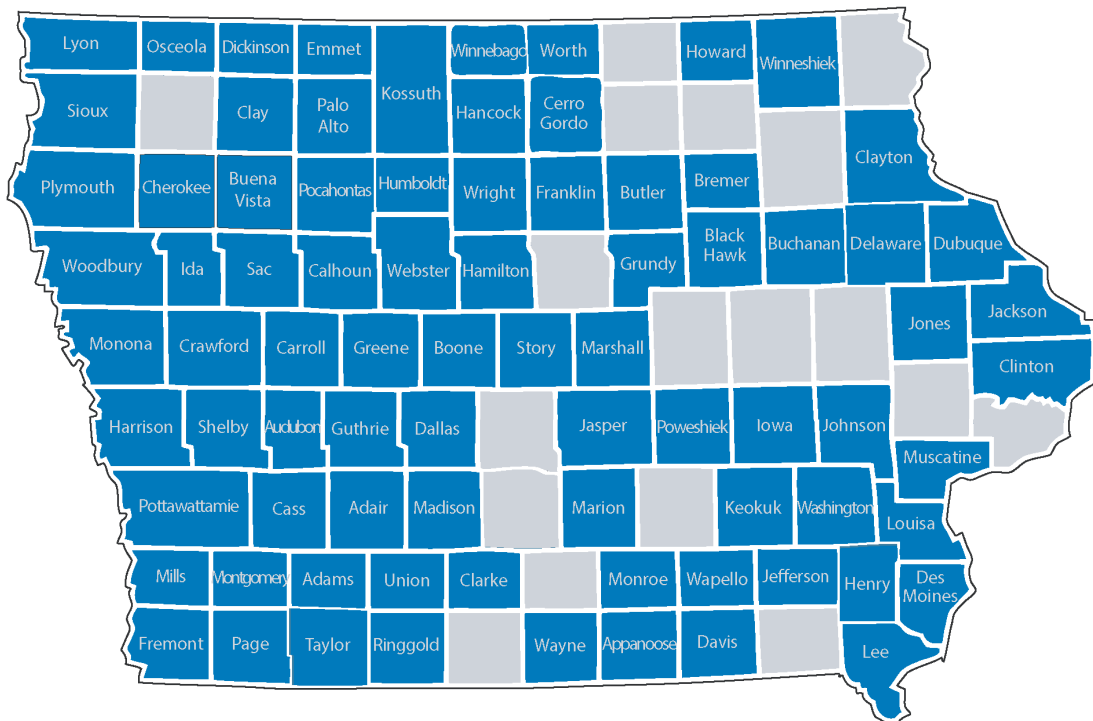 Lyon
Osceola
Dickinson
Emmet
Kossuth
Winnebago
Worth
Howard
Winneshiek
Sioux
Clay
Palo
Alto
Hancock
Cerro
Gordo
Plymouth
Cherokee
Buena
Vista
Pocahontas
Humboldt
Wright
Franklin
Butler
Bremer
Clayton
Woodbury
Ida
Sac
Calhoun
Webster
Hamilton
Grundy
Black
Hawk
Buchanan
Delaware
Dubuque
Monona
Crawford
Carroll
Greene
Boone
Story
Marshall
Jones
Jackson
Clinton
Harrison
Shelby
Audubon
Guthrie
Dallas
Jasper
Poweshiek
Iowa
Johnson
Muscatine
Pottawattamie
Cass
Adair
Madison
Marion
Keokuk
Washington
Louisa
Mills
Montgomery
Adams
Union
Clarke
Monroe
Wapello
Jefferson
Henry
Des
Moines
Fremont
Page
Taylor
Ringgold
Wayne
Appanoose
Davis
Lee